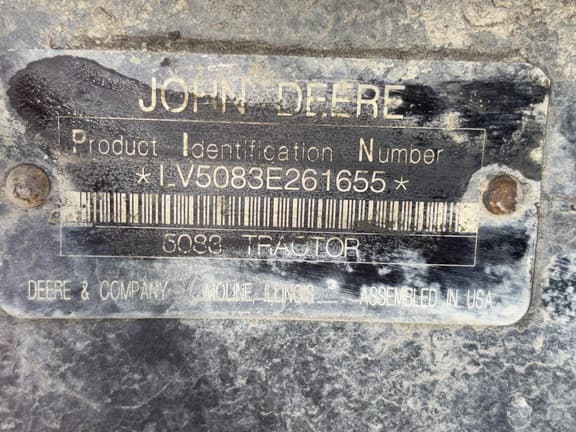 JOHN DEERE
Product Identification Number
*LV5083E261655*
5083 TRACTOR
DEERE & COMPANY MOLINE, ILLINOIS ASSEMBLED IN USA